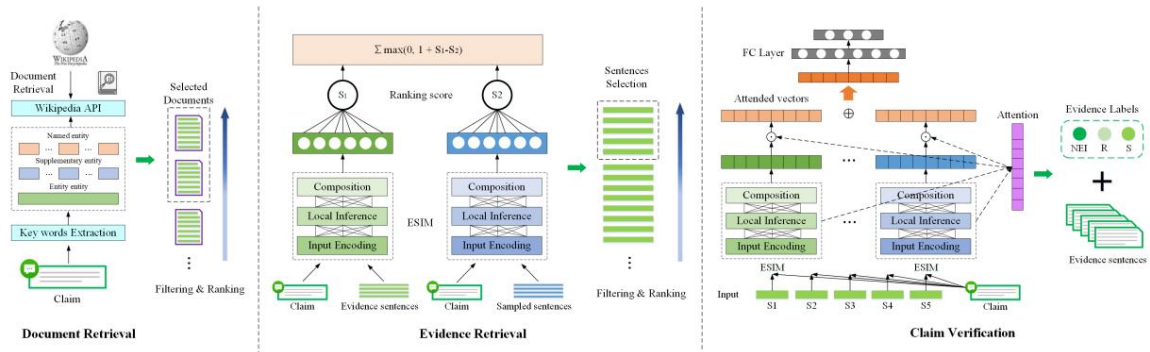 WIKIPEDIA
The Free Encyclopedia
Document
Retrieval
Wikipedia API
Named entity
... ...
Supplementary entity
... ...
Entity entity
Key words Extraction
Claim
Selected
Documents
⋮
Filtering & Ranking
Document Retrieval
Σ max(0, 1 + S1-S2)
S1
Ranking score
S2
Composition
Local Inference
Input Encoding
ESIM
Composition
Local Inference
Input Encoding
Claim
Evidence sentences
Claim
Sampled sentences
Sentences
Selection
⋮
Filtering & Ranking
Evidence Retrieval
FC Layer
Attended vectors
⊕
Attention
...
Composition
Local Inference
Input Encoding
...
Composition
Local Inference
Input Encoding
ESIM
ESIM
Input
S1
S2
S3
S4
S5
Claim
Evidence Labels
NEI R S
+
Evidence sentences
Claim Verification